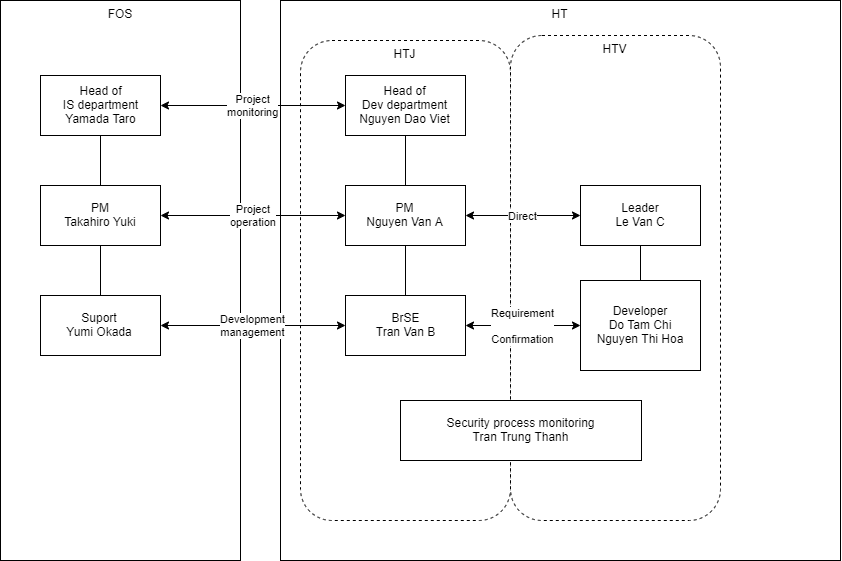 FOS
HT
HTJ
HTV
Head of
IS department
Yamada Taro
Project
monitoring
Head of
Dev department
Nguyen Dao Viet
PM
Takahiro Yuki
Project
operation
PM
Nguyen Van A
Direct
Leader
Le Van C
Suport
Yumi Okada
Development
management
BrSE
Tran Van B
Requirement
Confirmation
Developer
Do Tam Chi
Nguyen Thi Hoa
Security process monitoring
Tran Trung Thanh